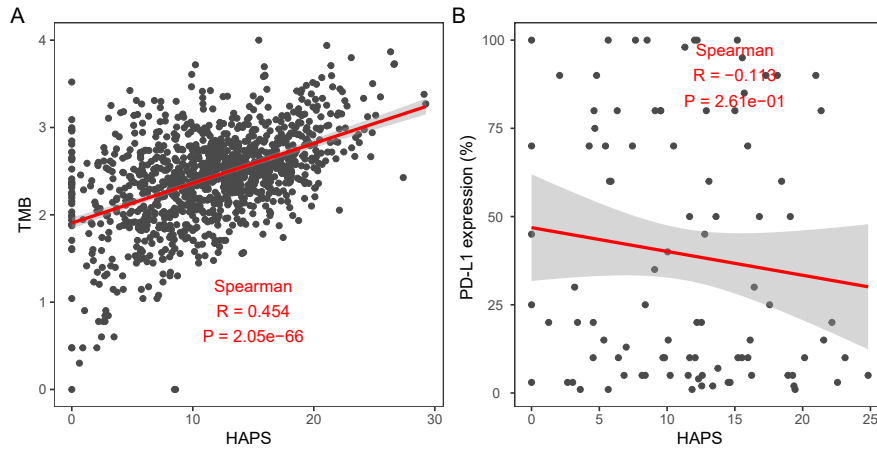 A
TMB
4
3
2
1
0
Spearman
R = 0.454
P = 2.05e−66
0
10
20
30
HAPS
B
PD-L1 expression (%)
100
75
50
25
0
Spearman
R = −0.113
P = 2.61e−01
0
5
10
15
20
25
HAPS